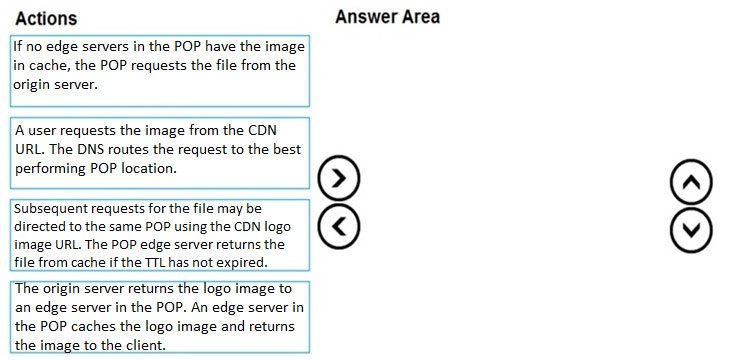 Actions
Answer Area
If no edge servers in the POP have the image
in cache, the POP requests the file from the
origin server.
A user requests the image from the CDN
URL. The DNS routes the request to the best
performing POP location.
Subsequent requests for the file may be
directed to the same POP using the CDN logo
image URL. The POP edge server returns the
file from cache if the TTL has not expired.
The origin server returns the logo image to
an edge server in the POP. An edge server in
the POP caches the logo image and returns
the image to the client.